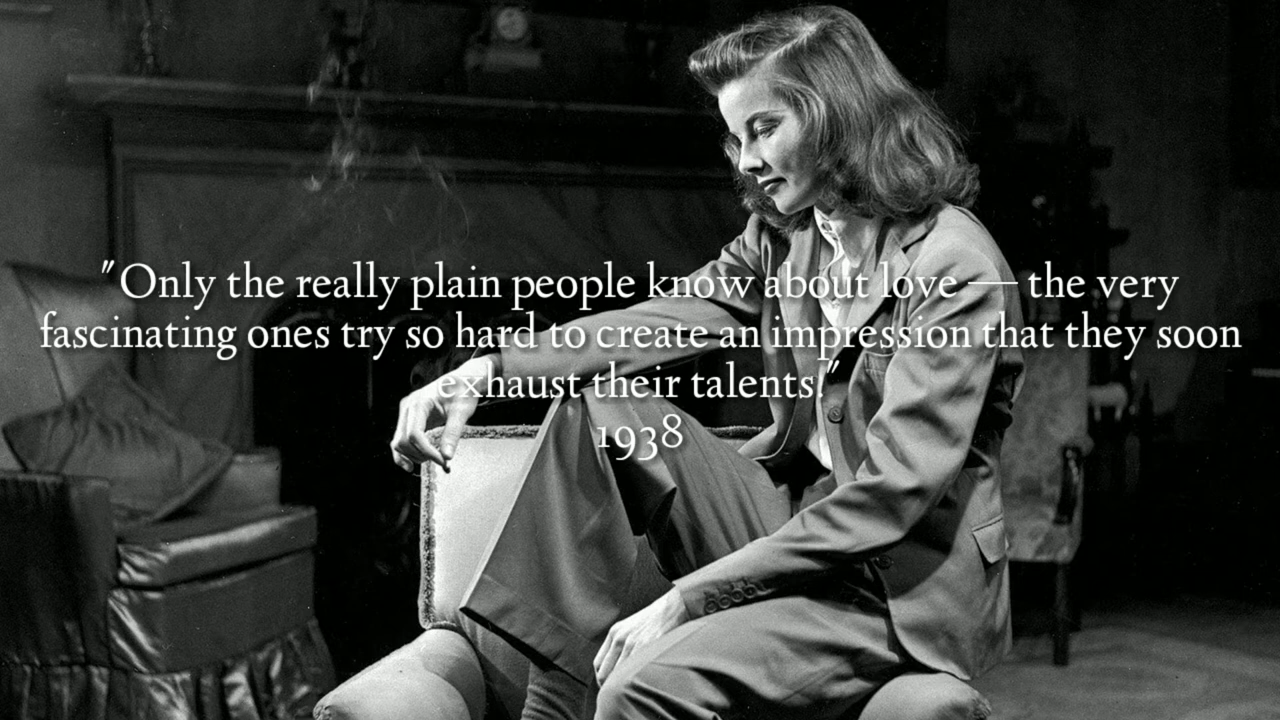 "Only the really plain people know about love — the very
fascinating ones try so hard to create an impression that they soon
exhaust their talents."
1938